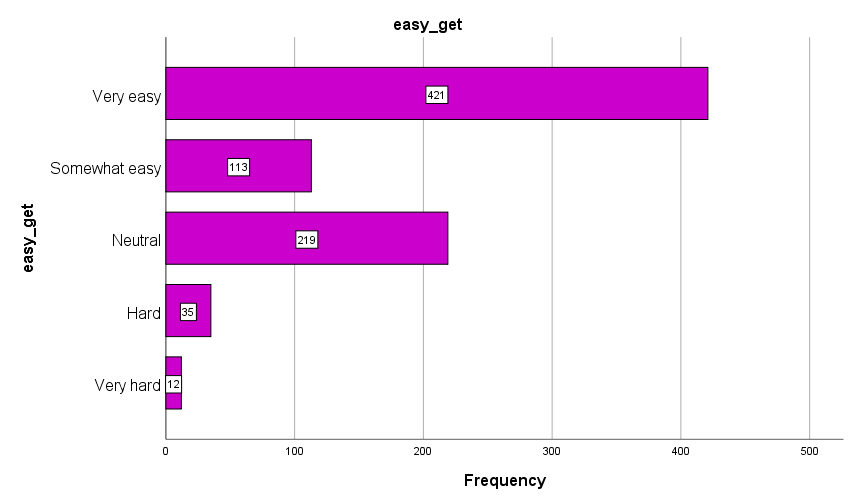 easy_get
easy_get
Very easy
421
Somewhat easy
113
Neutral
219
Hard
35
Very hard
12
0 100 200 300 400 500
Frequency